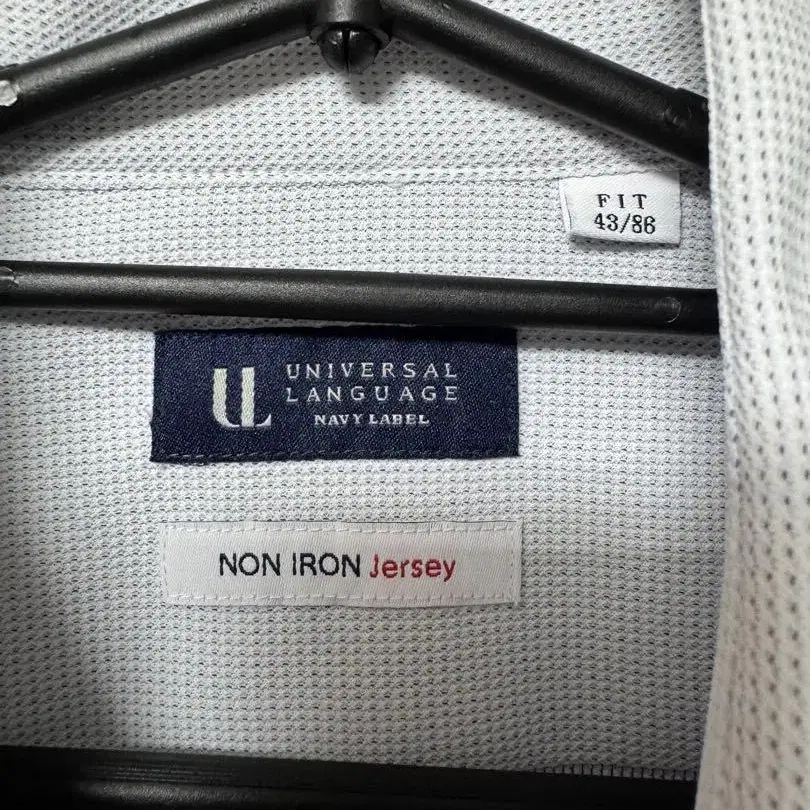 FIT
43/86
UL UNIVERSAL
LANGUAGE
NAVY LABEL
NON IRON Jersey